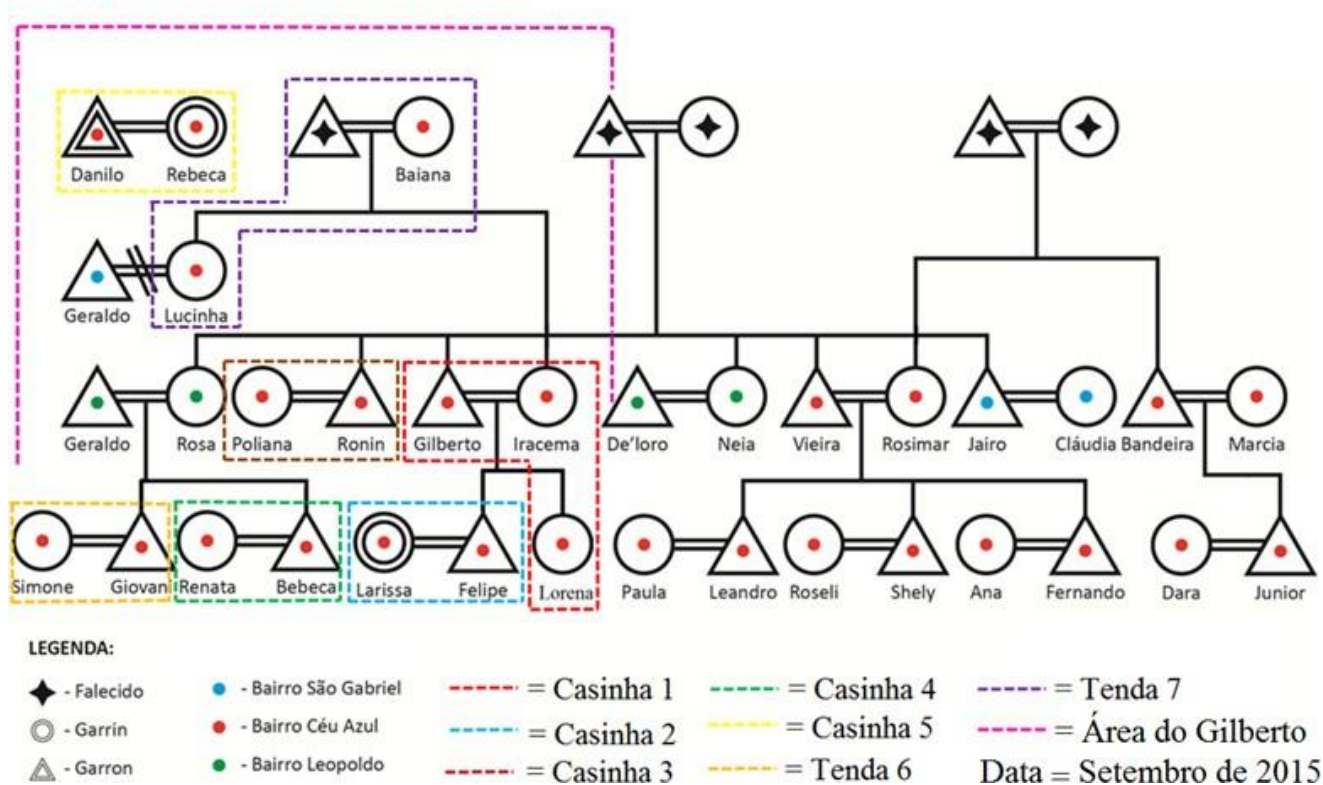 Danilo Rebeca Baiana
Geraldo Lucinha
Geraldo Rosa Poliana Ronin Gilberto Iracema De'loro Neia Vieira Rosimar Jairo Cláudia Bandeira Marcia
Simone Giovan Renata Bebeca Larissa Felipe Lorena Paula Leandro Roseli Shely Ana Fernando Dara Junior
LEGENDA:
- Falecido - Bairro São Gabriel = Casinha 1 = Casinha 4 = Tenda 7
- Garrin - Bairro Céu Azul = Casinha 2 = Casinha 5 = Área do Gilberto
- Garron - Bairro Leopoldo = Casinha 3 = Tenda 6 Data = Setembro de 2015